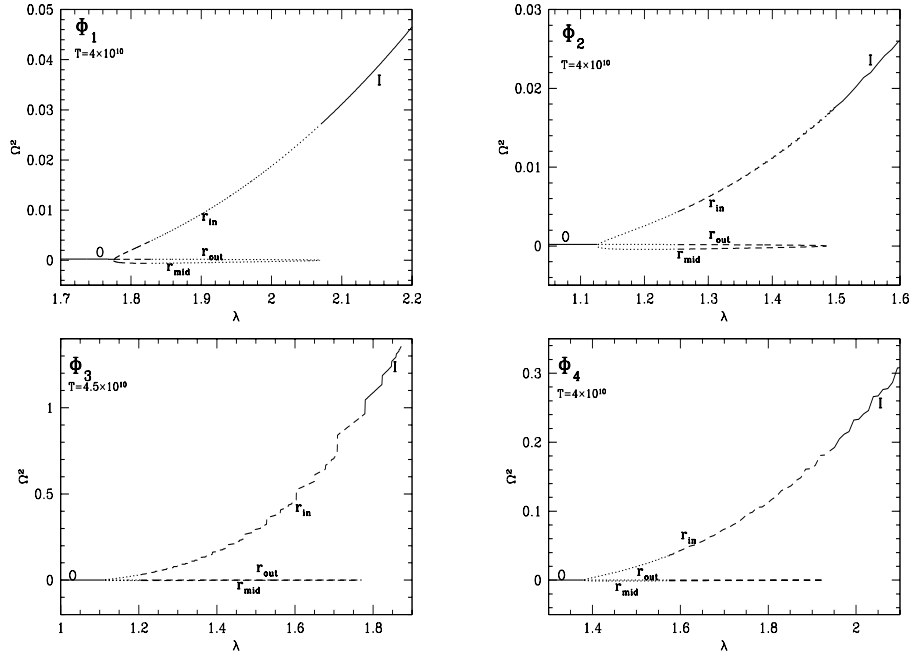 Φ1
T=4×10^10
Ω²
0.05
0.04
0.03
0.02
0.01
0
I
r_in
O
r_out
r_mid
1.7 1.8 1.9 2 2.1 2.2
λ
Φ2
T=4×10^10
Ω²
0.03
0.02
0.01
0
I
r_in
O
r_out
r_mid
1.1 1.2 1.3 1.4 1.5 1.6
λ
Φ3
T=4.5×10^10
Ω²
1
0.5
0
I
r_in
O
r_out
r_mid
1 1.2 1.4 1.6 1.8
λ
Φ4
T=4×10^10
Ω²
0.3
0.2
0.1
0
I
r_in
O
r_out
r_mid
1.4 1.6 1.8 2
λ